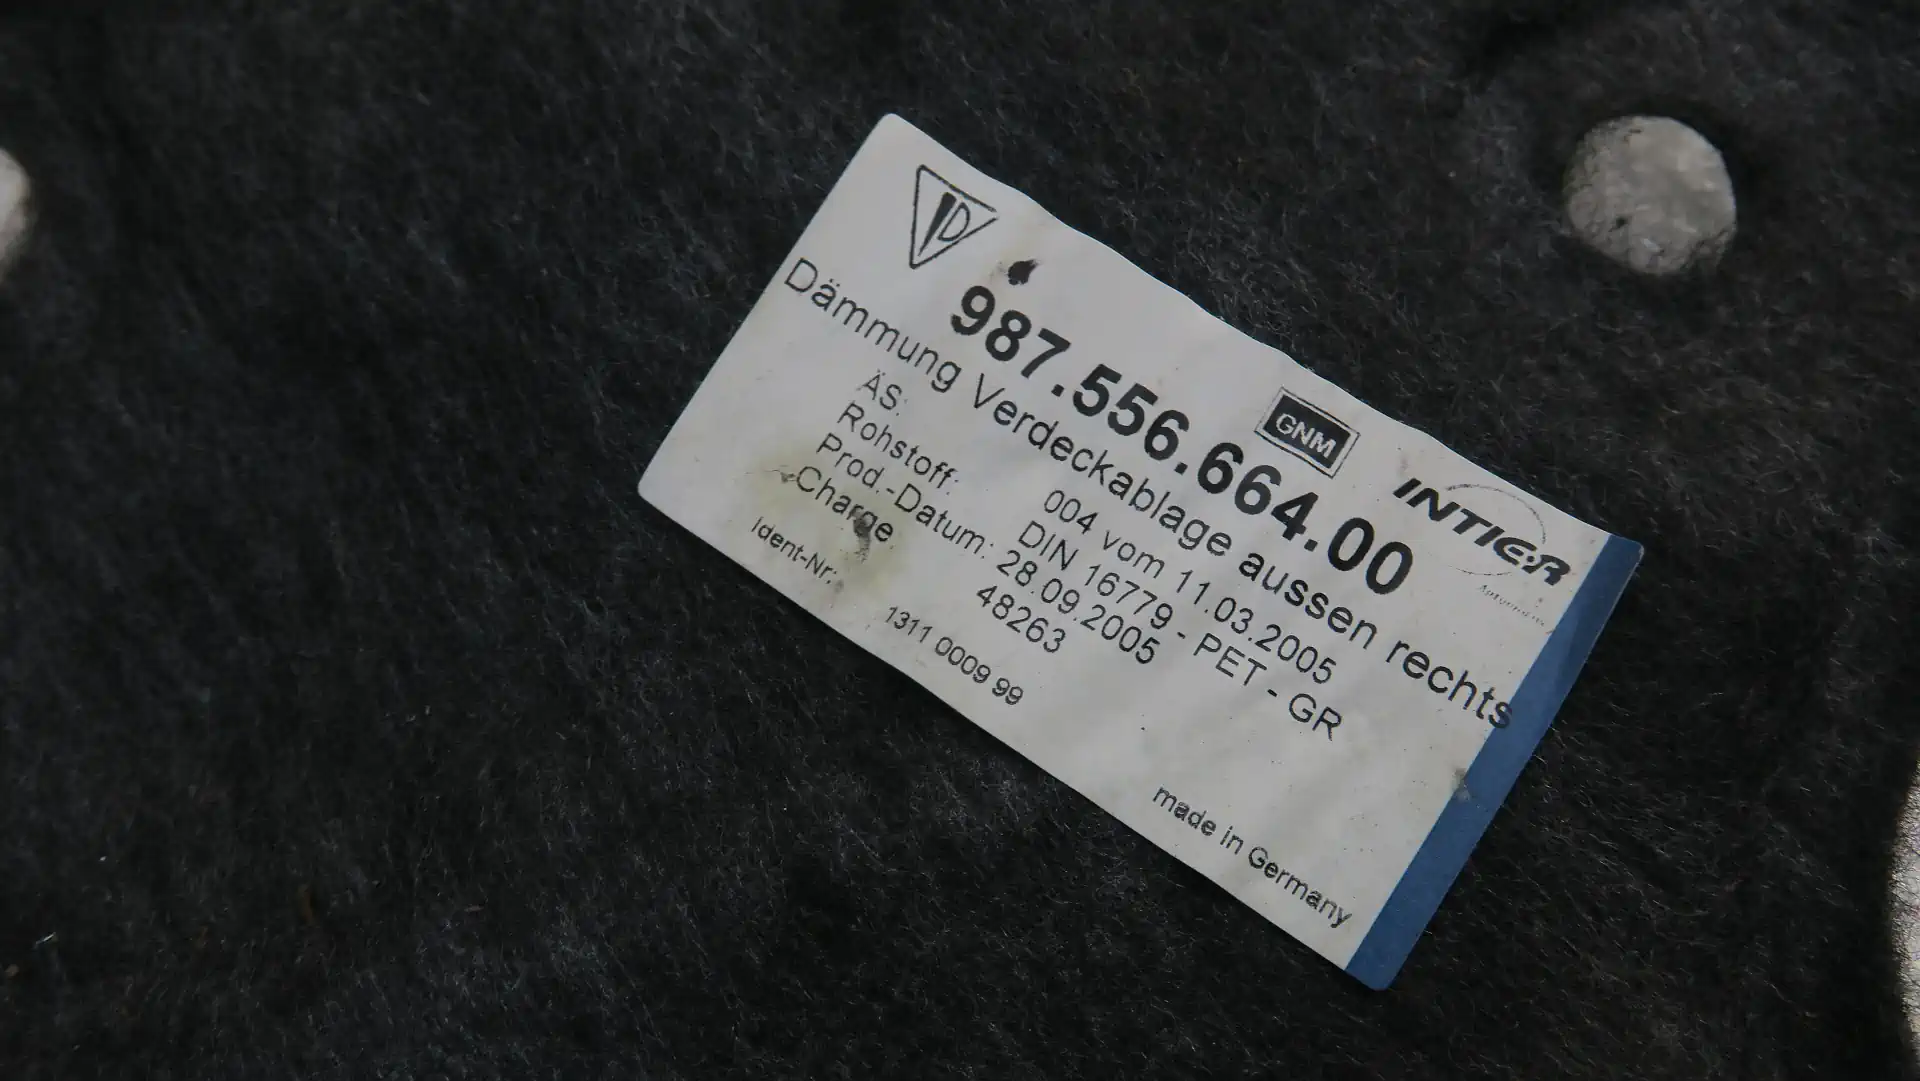 987.556.664.00
GNM
INTIER
Dämmung Verdeckablage aussen rechts
ÄS: 004 vom 11.03.2005
Rohstoff: DIN 16779 - PET - GR
Prod.-Datum: 28.09.2005
Charge 48263
Ident-Nr: 1311 0009 99
made in Germany